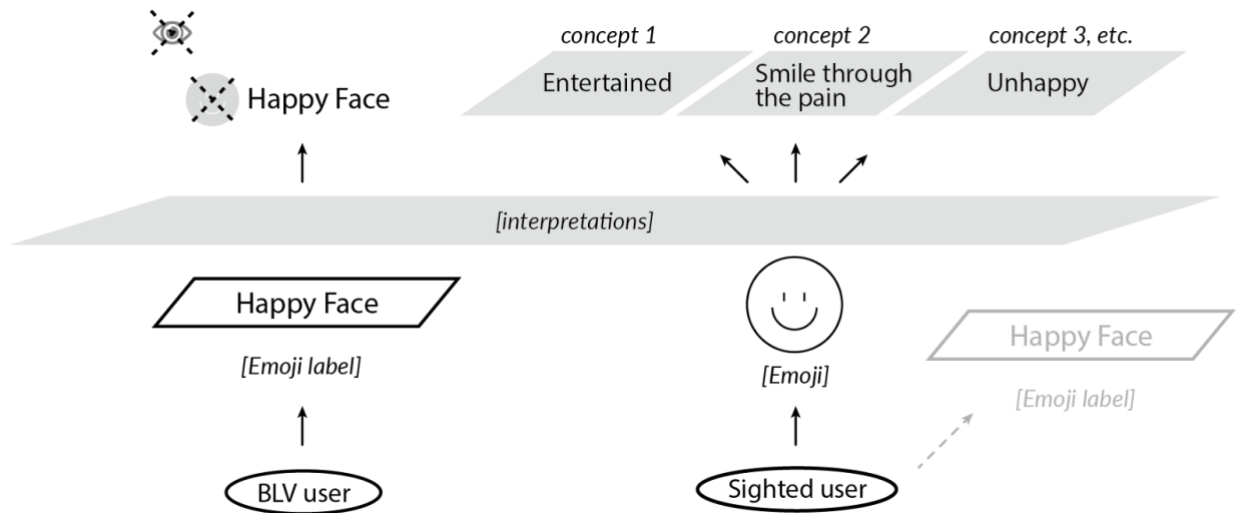 concept 1
concept 2
concept 3, etc.
Happy Face
Entertained
Smile through
the pain
Unhappy
[interpretations]
Happy Face
[Emoji label]
[Emoji]
Happy Face
[Emoji label]
BLV user
Sighted user